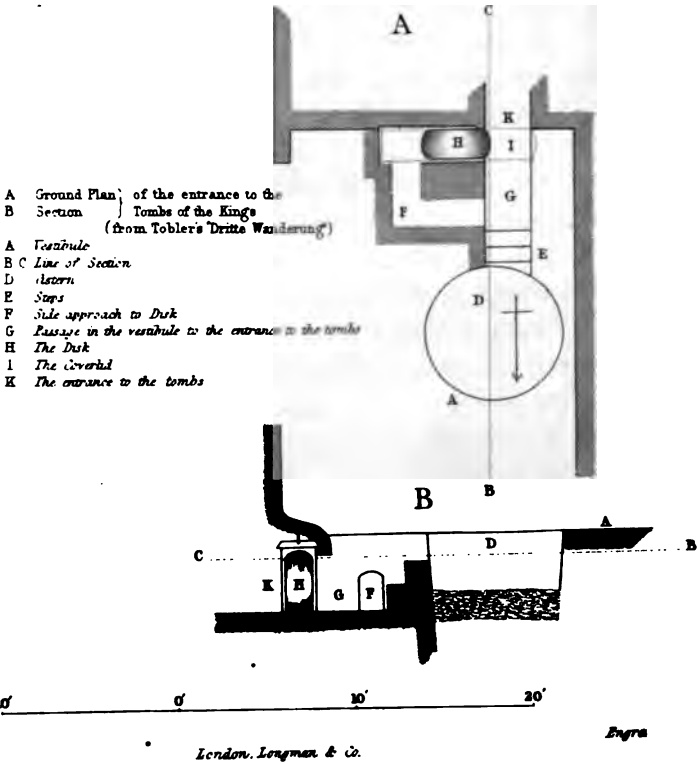 A
C
K
H
I
G
F
E
D
A
B
A Ground Plan } of the entrance to the
B Section } Tombs of the Kings
(from Tobler's "Dritte Wanderung")
A Vestibule
B C Line of Section
D Cistern
E Steps
F Side approach to Disk
G Passage in the vestibule to the entrance to the tombs
H The Disk
I The Coverlid
K The entrance to the tombs
B
A
C
D
B
K
H
G
F
0'
0'
10'
20'
Engra
London, Longman & Co.